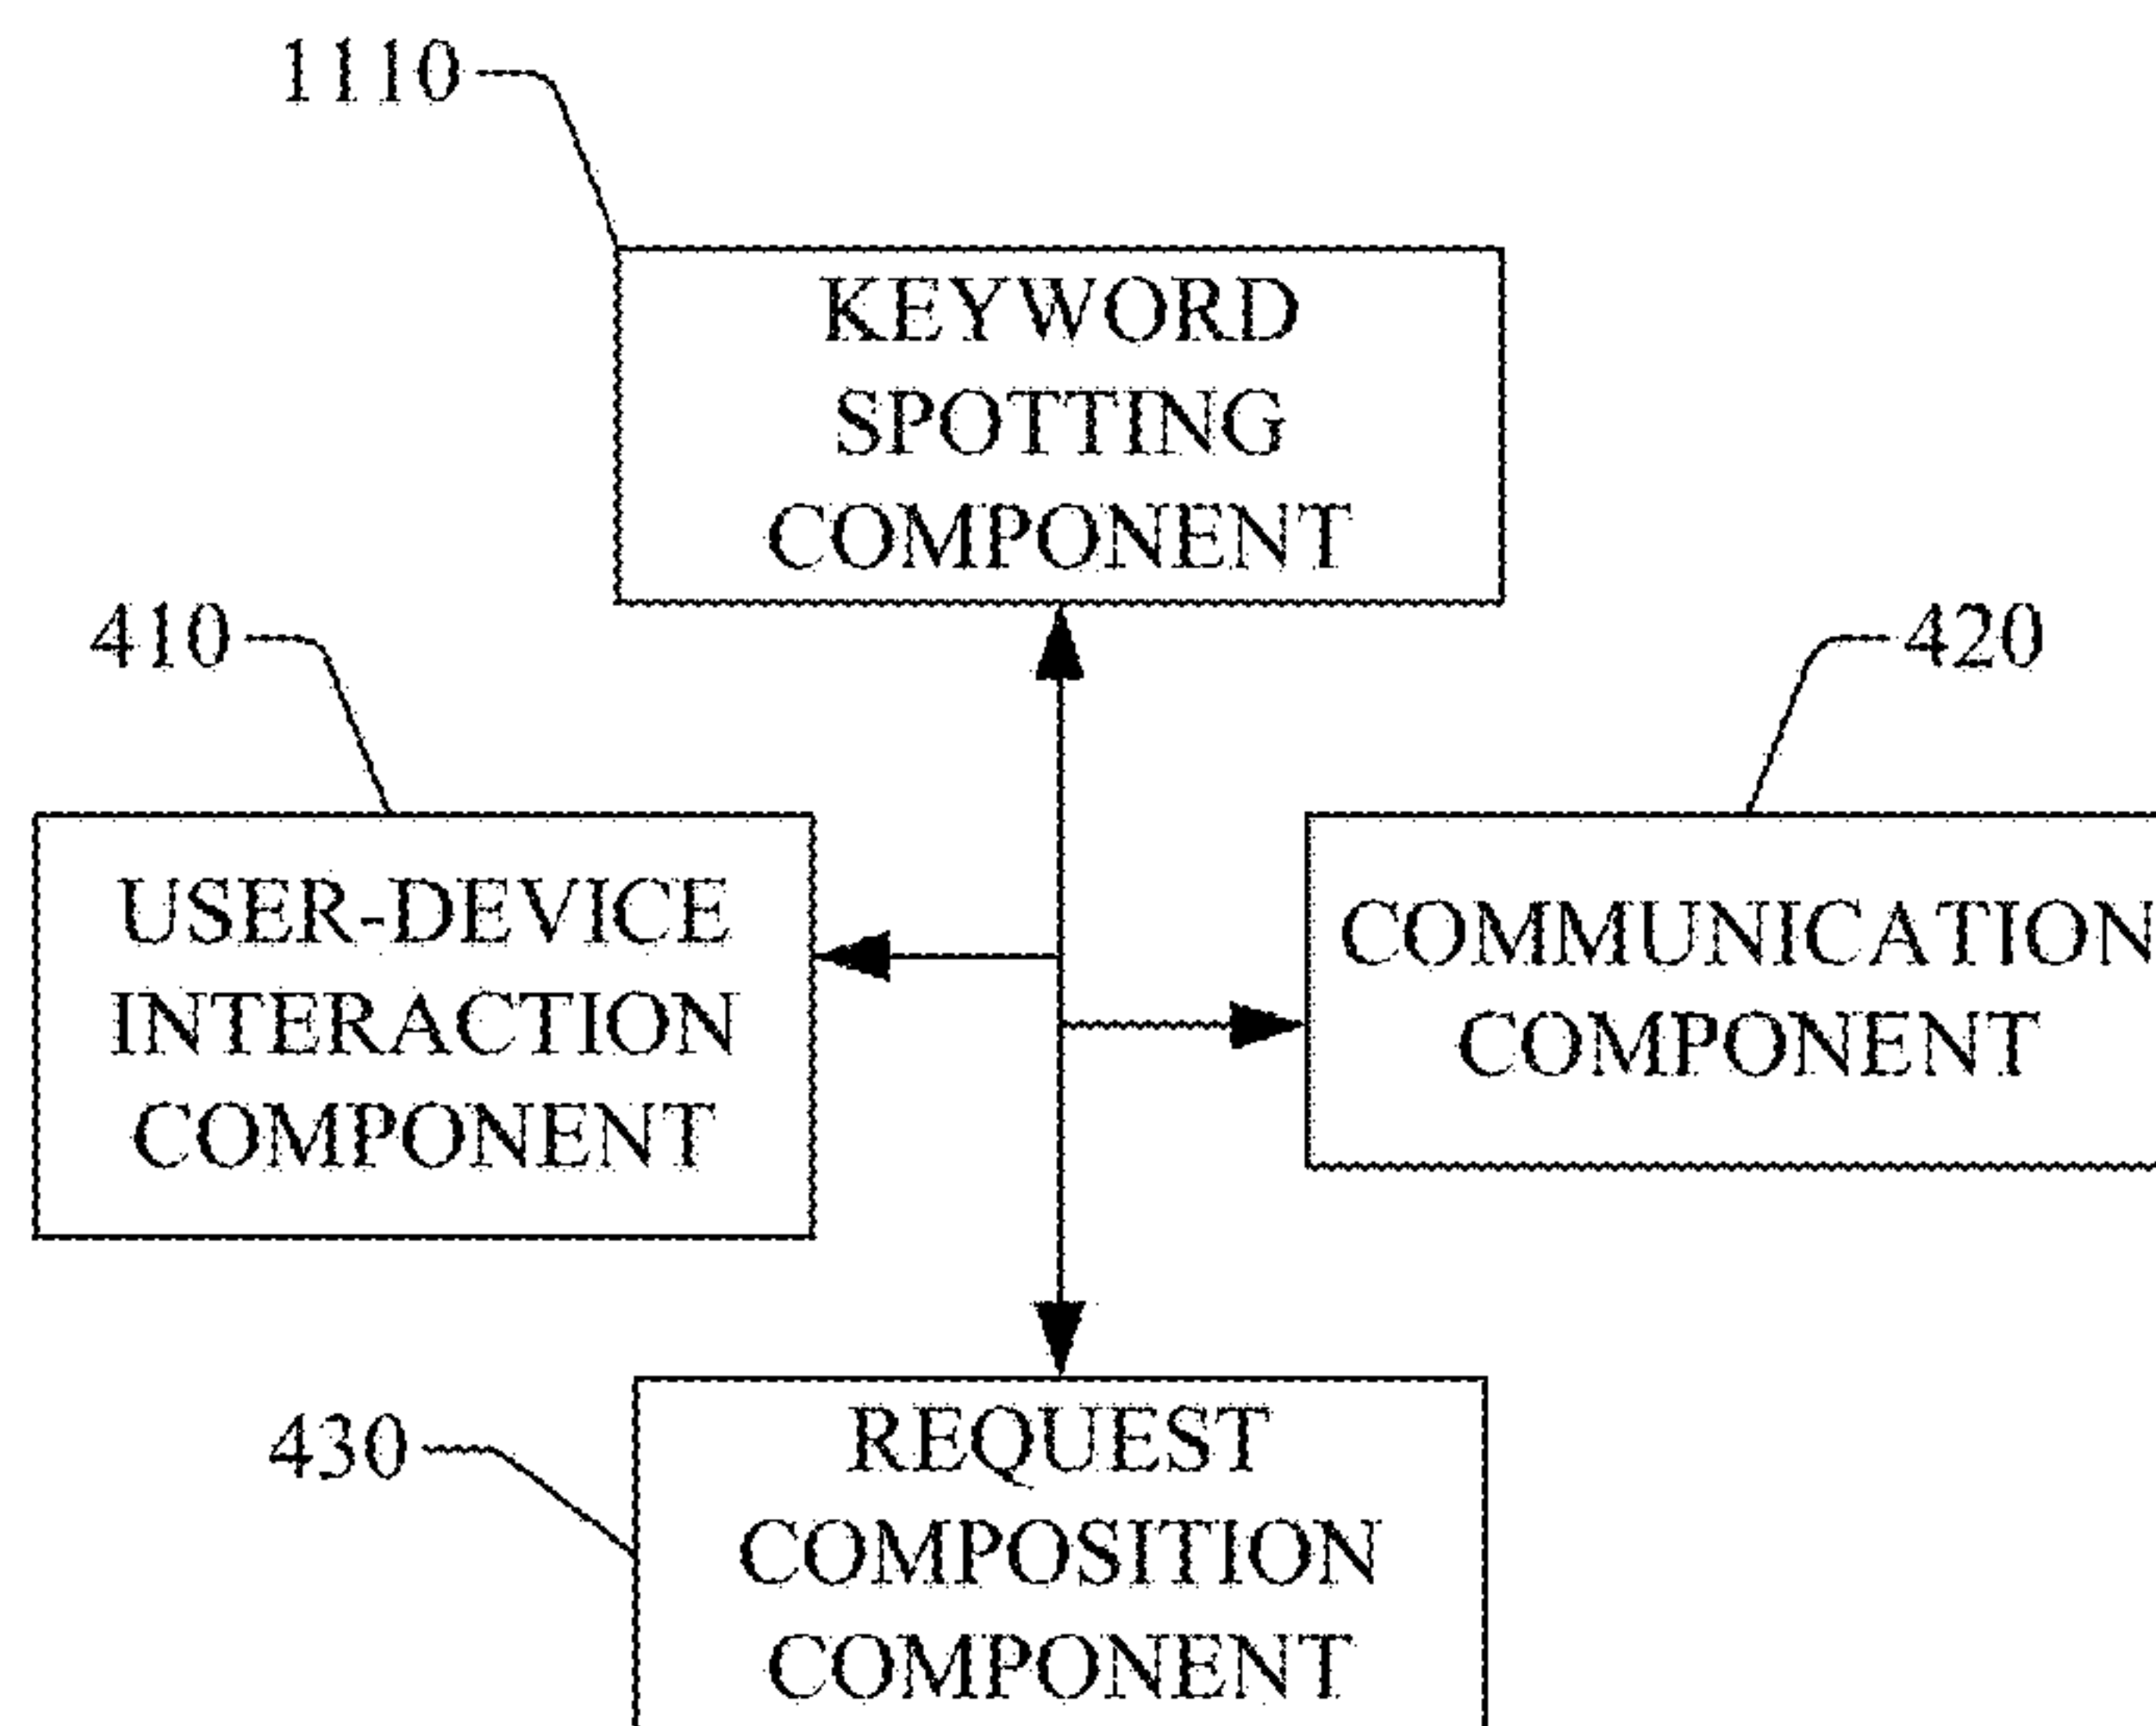 1110
KEYWORD
SPOTTING
COMPONENT
410
420
USER-DEVICE
INTERACTION
COMPONENT
COMMUNICATION
COMPONENT
430
REQUEST
COMPOSITION
COMPONENT